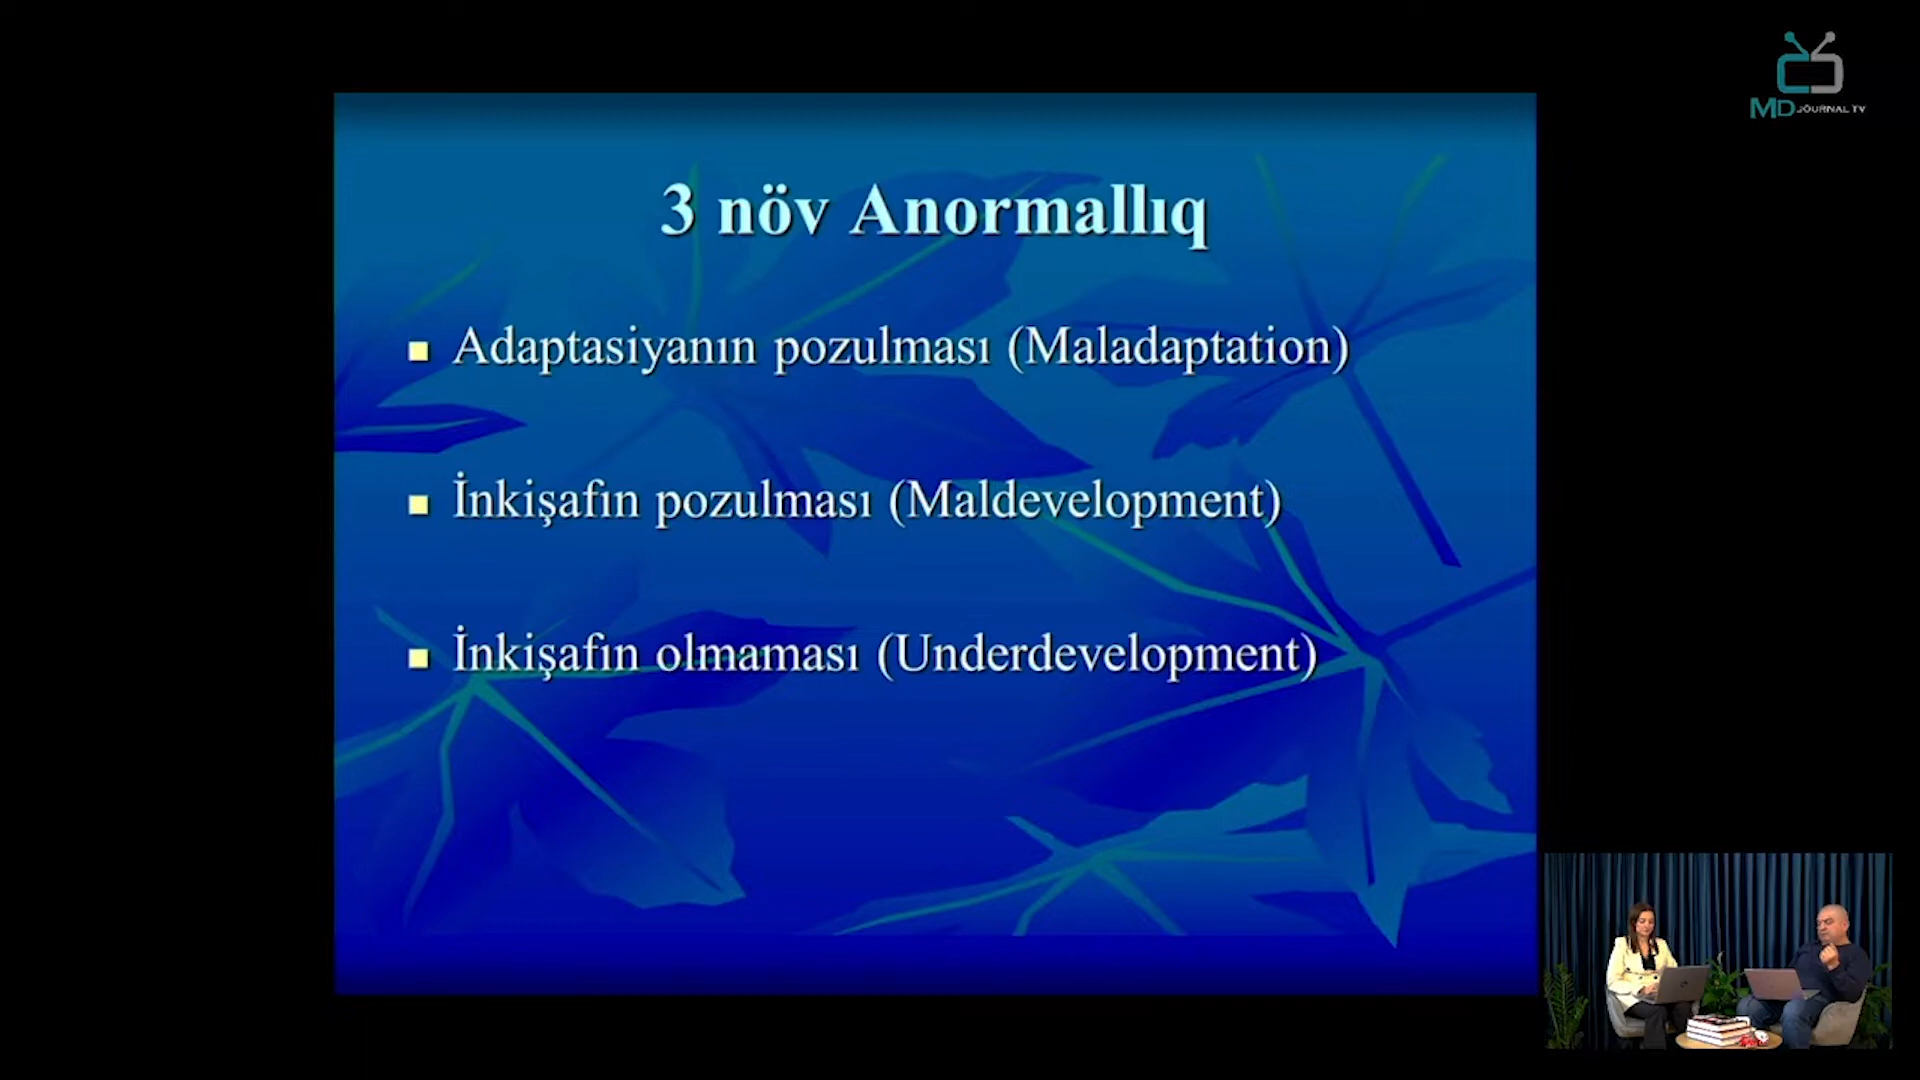 MD JOURNAL TV
3 növ Anormallıq
Adaptasiyanın pozulması (Maladaptation)
İnkişafın pozulması (Maldevelopment)
İnkişafın olmaması (Underdevelopment)